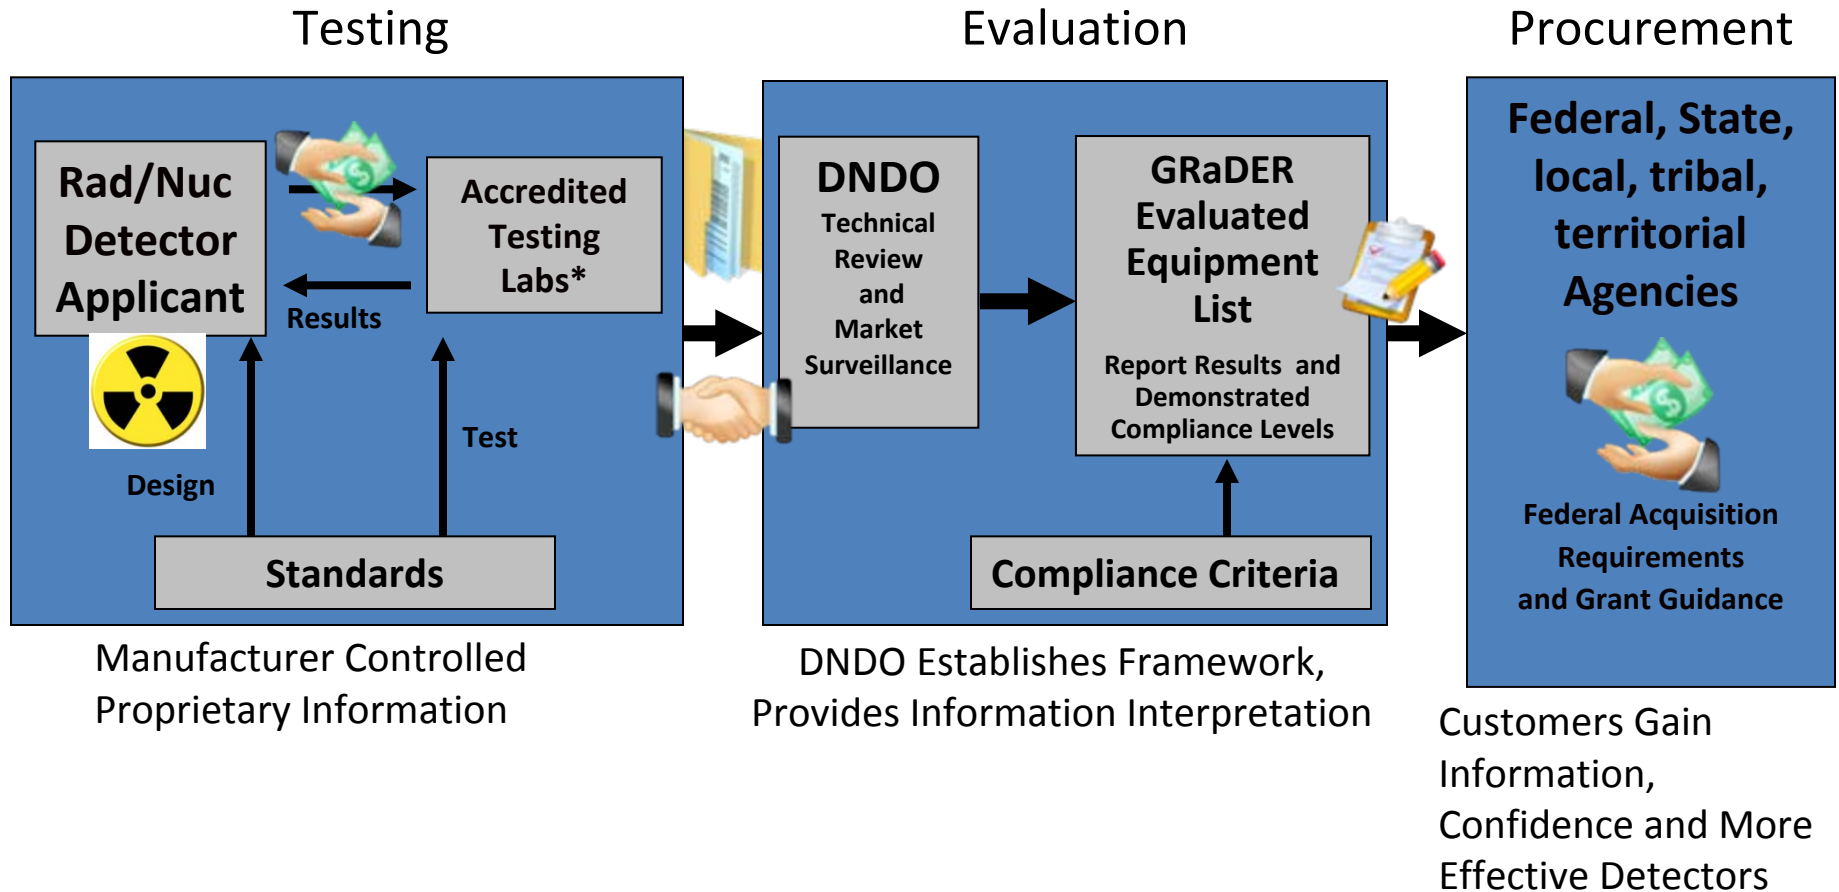 Testing
Rad/Nuc
Detector
Applicant
Accredited
Testing
Labs*
Results
Design
Test
Standards
Manufacturer Controlled
Proprietary Information
Evaluation
DNDO
Technical
Review
and
Market
Surveillance
GRaDER
Evaluated
Equipment
List
Report Results and
Demonstrated
Compliance Levels
Compliance Criteria
DNDO Establishes Framework,
Provides Information Interpretation
Procurement
Federal, State,
local, tribal,
territorial
Agencies
Federal Acquisition
Requirements
and Grant Guidance
Customers Gain
Information,
Confidence and More
Effective Detectors